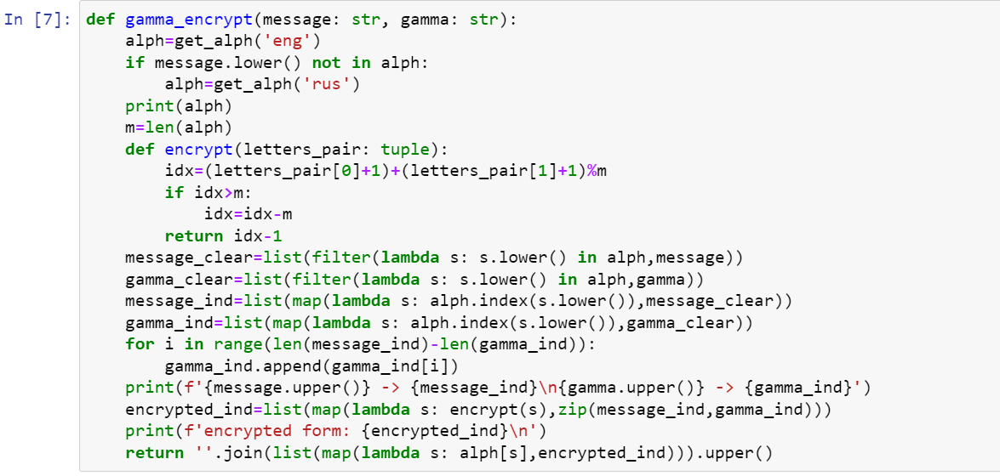 In [7]: def gamma_encrypt(message: str, gamma: str):
    alph=get_alph('eng')
    if message.lower() not in alph:
        alph=get_alph('rus')
    print(alph)
    m=len(alph)
    def encrypt(letters_pair: tuple):
        idx=(letters_pair[0]+1)+(letters_pair[1]+1)%m
        if idx>m:
            idx=idx-m
        return idx-1
    message_clear=list(filter(lambda s: s.lower() in alph,message))
    gamma_clear=list(filter(lambda s: s.lower() in alph,gamma))
    message_ind=list(map(lambda s: alph.index(s.lower()),message_clear))
    gamma_ind=list(map(lambda s: alph.index(s.lower()),gamma_clear))
    for i in range(len(message_ind)-len(gamma_ind)):
        gamma_ind.append(gamma_ind[i])
    print(f'{message.upper()} -> {message_ind}\n{gamma.upper()} -> {gamma_ind}')
    encrypted_ind=list(map(lambda s: encrypt(s),zip(message_ind,gamma_ind)))
    print(f'encrypted form: {encrypted_ind}\n')
    return ''.join(list(map(lambda s: alph[s],encrypted_ind))).upper()